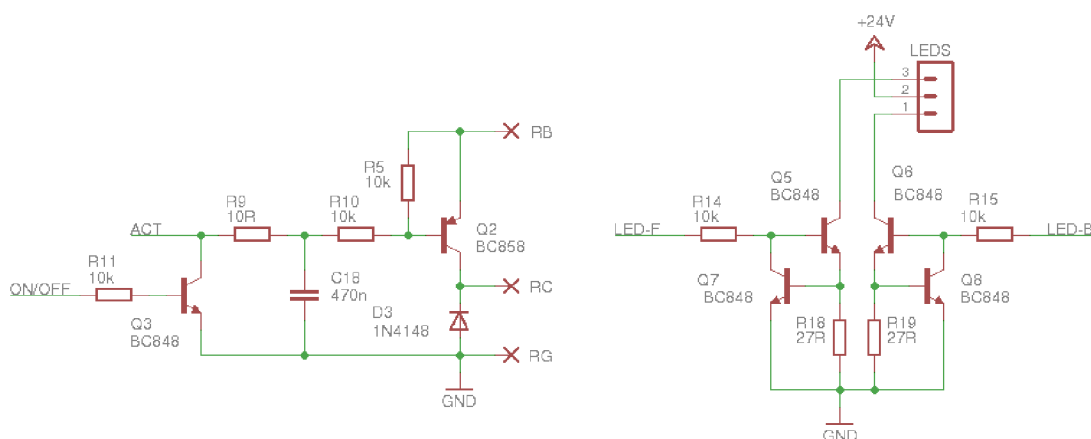 +24V
LEDS
3
2
1
RB
R5
10k
Q5
BC848
Q6
BC848
R9
10R
R10
10k
R14
10k
R15
10k
Q2
BC858
ACT
LED-F
LED-B
R11
10k
C18
470n
RC
Q7
BC848
Q8
BC848
ON/OFF
D3
1N4148
Q3
BC848
R18
27R
R19
27R
RG
GND
GND